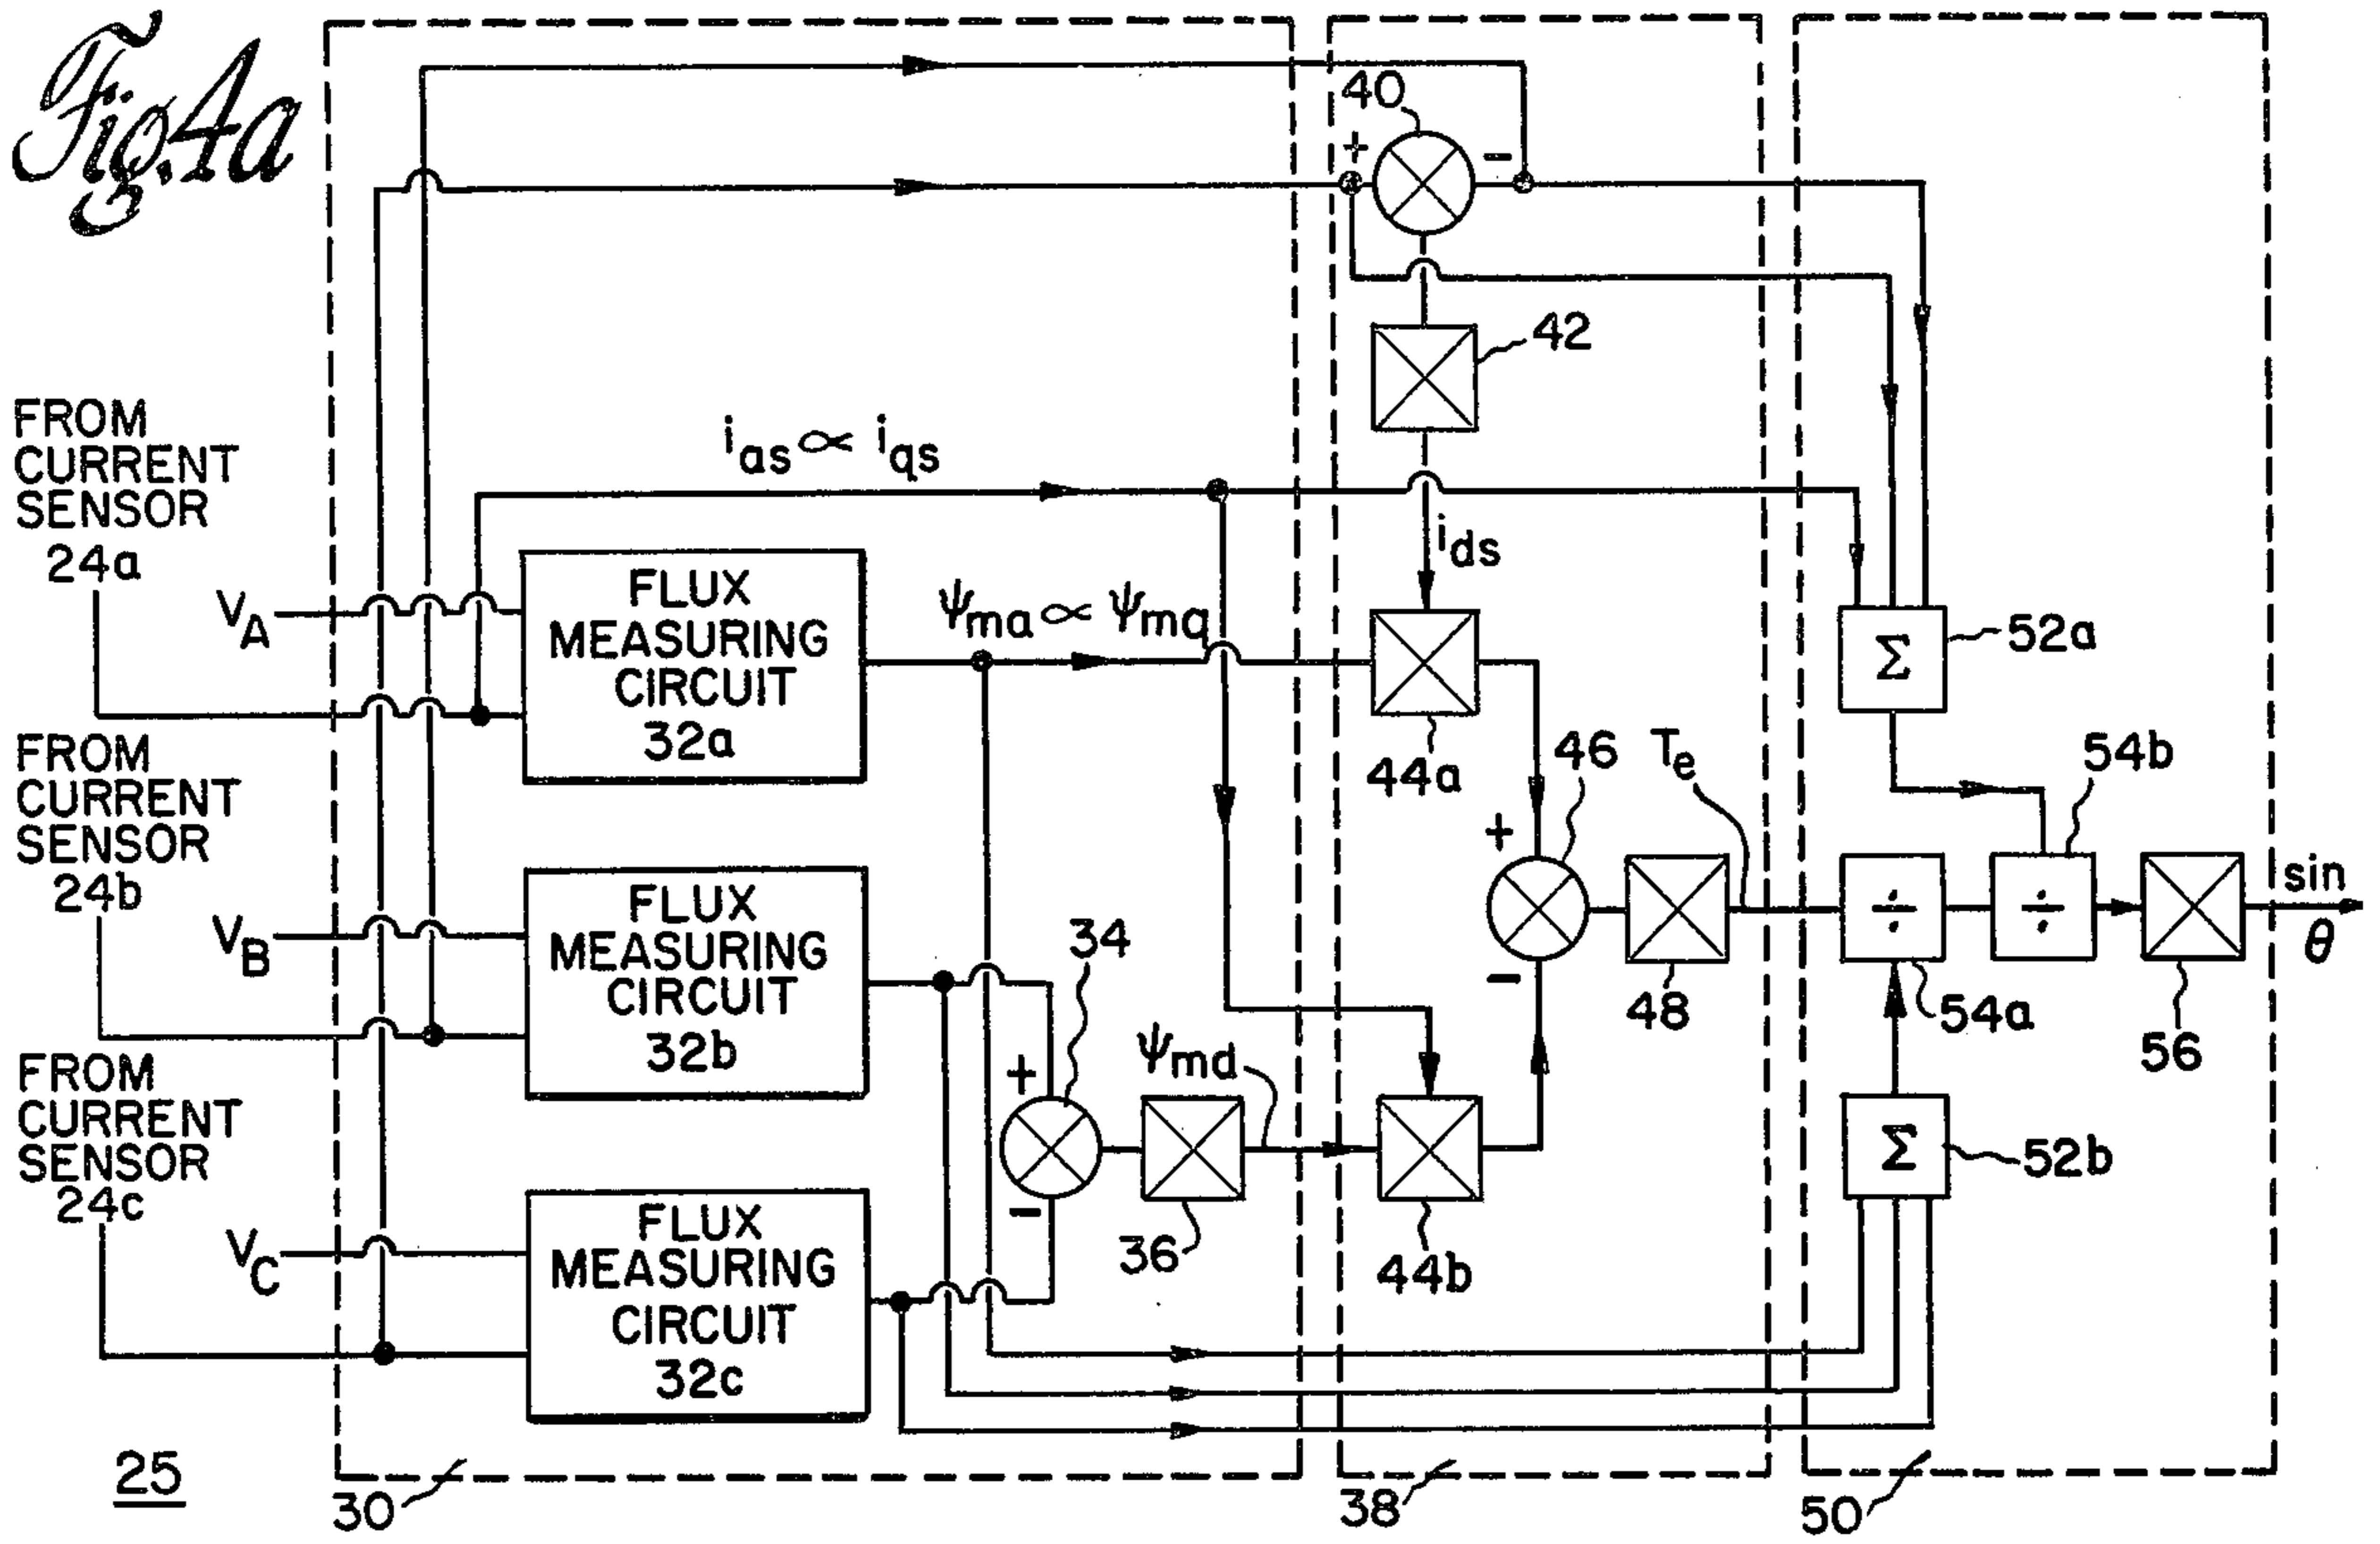 Fig. 4a
40
+
-
42
FROM
CURRENT
SENSOR
24a
i_as ∝ i_qs
i_ds
V_A
FLUX
MEASURING
CIRCUIT
32a
ψ_ma ∝ ψ_mq
44a
Σ
52a
FROM
CURRENT
SENSOR
24b
V_B
FLUX
MEASURING
CIRCUIT
32b
34
+
-
ψ_md
36
44b
+
-
46
48
T_e
÷
54a
÷
54b
56
sin
θ
Σ
52b
FROM
CURRENT
SENSOR
24c
V_C
FLUX
MEASURING
CIRCUIT
32c
25
30
38
50